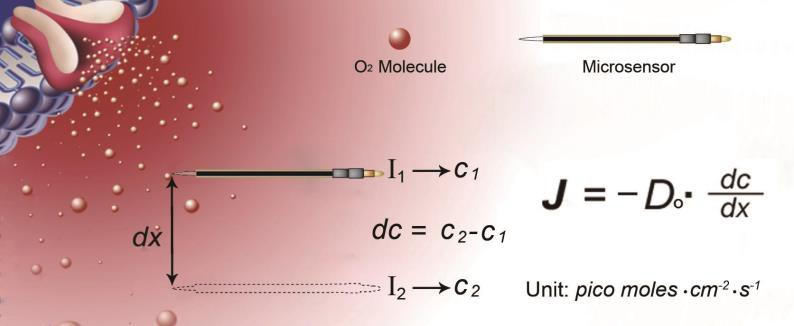 O₂ Molecule
Microsensor
I₁ → c₁
J = − D₀· dc/dx
dx
dc = c₂-c₁
I₂ → c₂
Unit: pico moles ·cm⁻²·s⁻¹